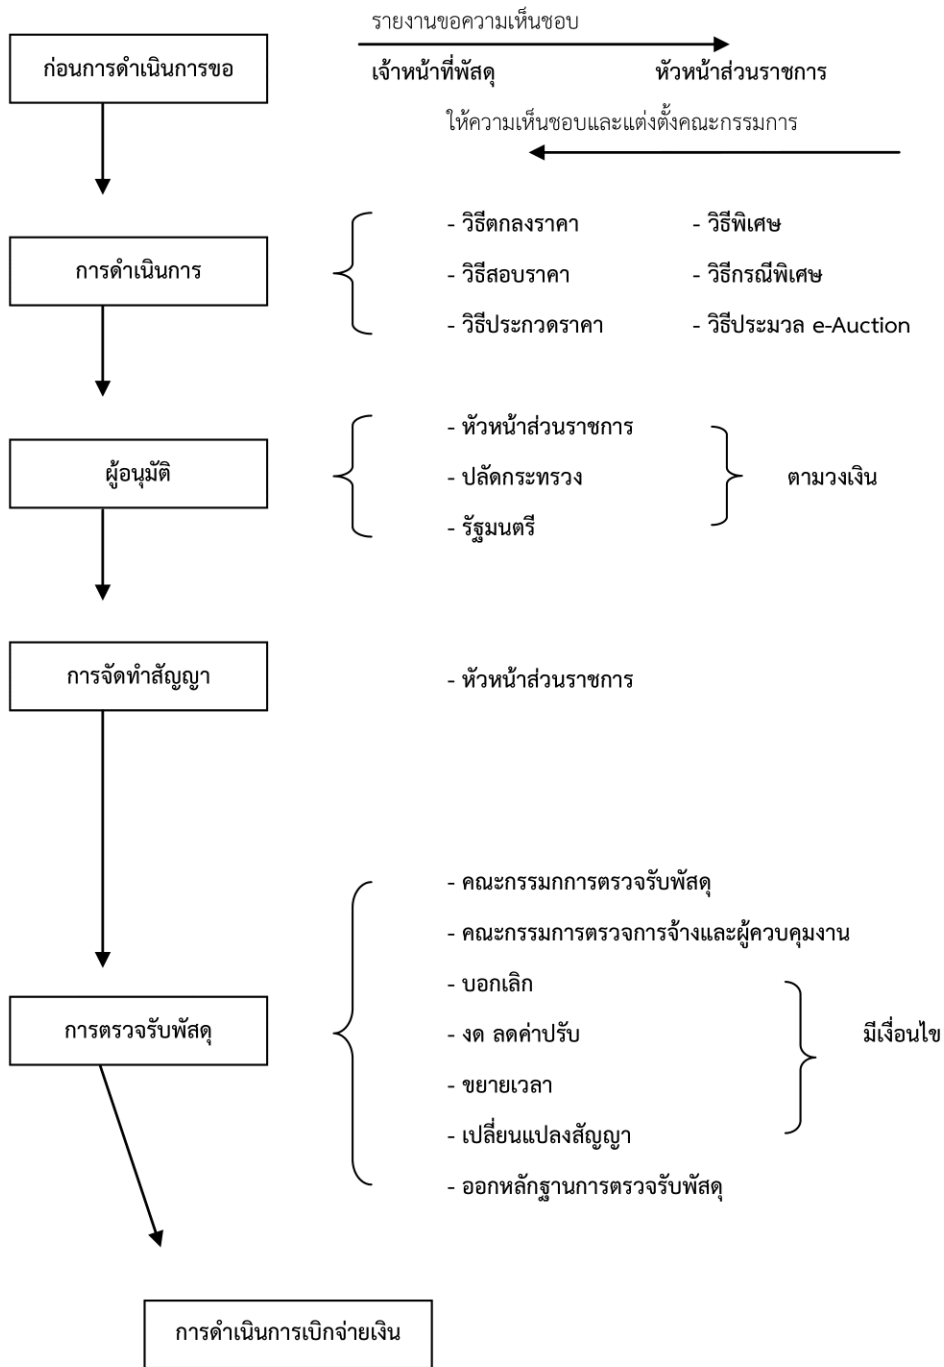 รายงานขอความเห็นชอบ
ก่อนการดำเนินการขอ
เจ้าหน้าที่พัสดุ หัวหน้าส่วนราชการ
ให้ความเห็นชอบและแต่งตั้งคณะกรรมการ
- วิธีตกลงราคา - วิธีพิเศษ
การดำเนินการ
- วิธีสอบราคา - วิธีกรณีพิเศษ
- วิธีประกวดราคา - วิธีประมวล e-Auction
- หัวหน้าส่วนราชการ
ผู้อนุมัติ
- ปลัดกระทรวง ตามวงเงิน
- รัฐมนตรี
การจัดทำสัญญา
- หัวหน้าส่วนราชการ
- คณะกรรมกการตรวจรับพัสดุ
- คณะกรรมการตรวจการจ้างและผู้ควบคุมงาน
- บอกเลิก
การตรวจรับพัสดุ
- งด ลดค่าปรับ มีเงื่อนไข
- ขยายเวลา
- เปลี่ยนแปลงสัญญา
- ออกหลักฐานการตรวจรับพัสดุ
การดำเนินการเบิกจ่ายเงิน